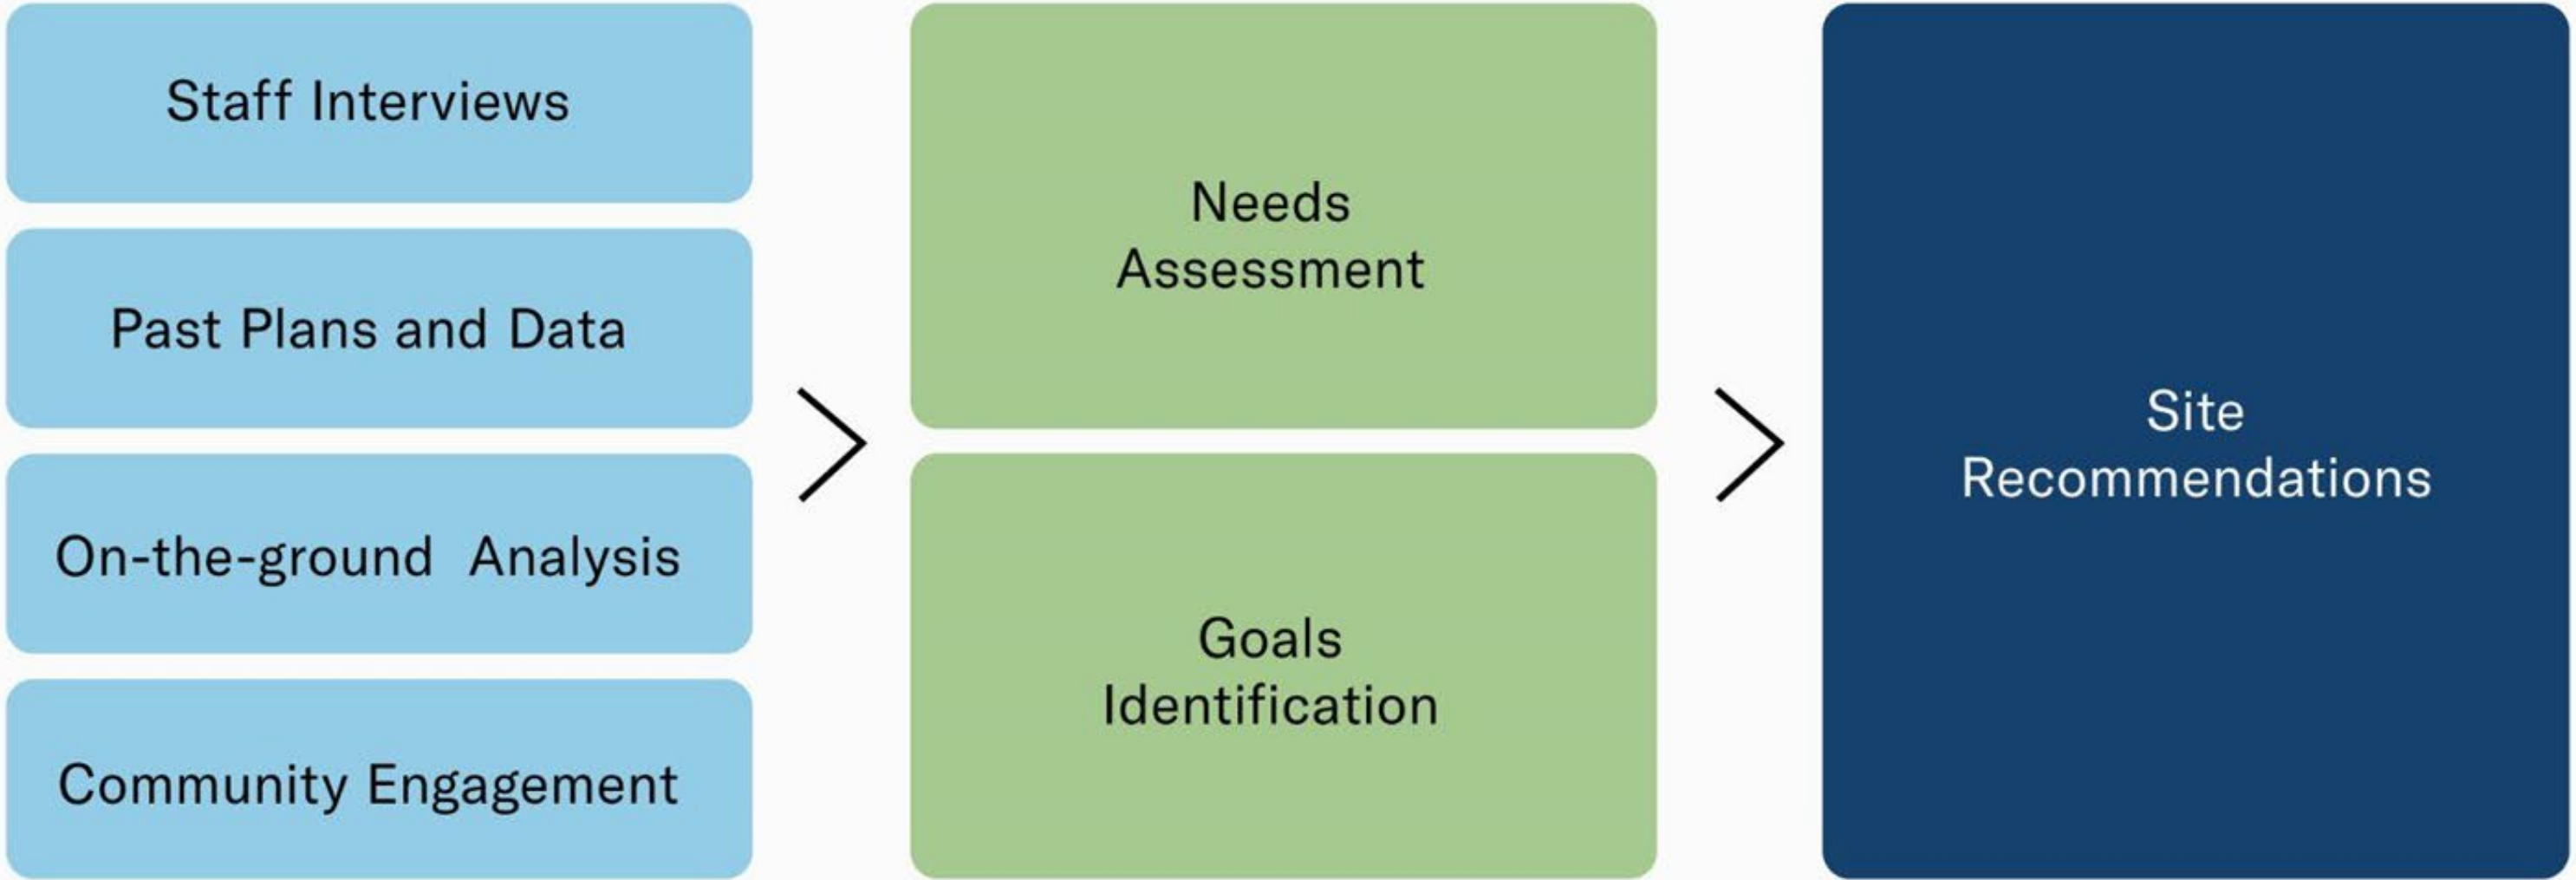 Staff Interviews
Past Plans and Data
On-the-ground Analysis
Community Engagement
Needs
Assessment
Goals
Identification
Site
Recommendations